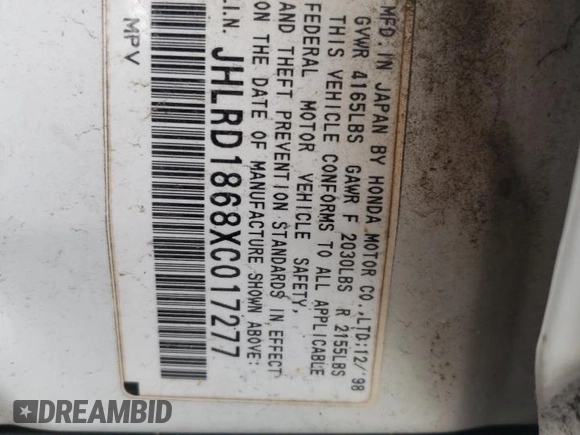 MFD. IN JAPAN BY HONDA MOTOR CO.,LTD;12/'98
GVWR 4165LBS GAWR F 2030LBS R 2155LBS
THIS VEHICLE CONFORMS TO ALL APPLICABLE
FEDERAL MOTOR VEHICLE SAFETY,
AND THEFT PREVENTION STANDARDS IN EFFECT
ON THE DATE OF MANUFACTURE SHOWN ABOVE:
.I.N. JHLRD1868XC017277
MPV
DREAMBID